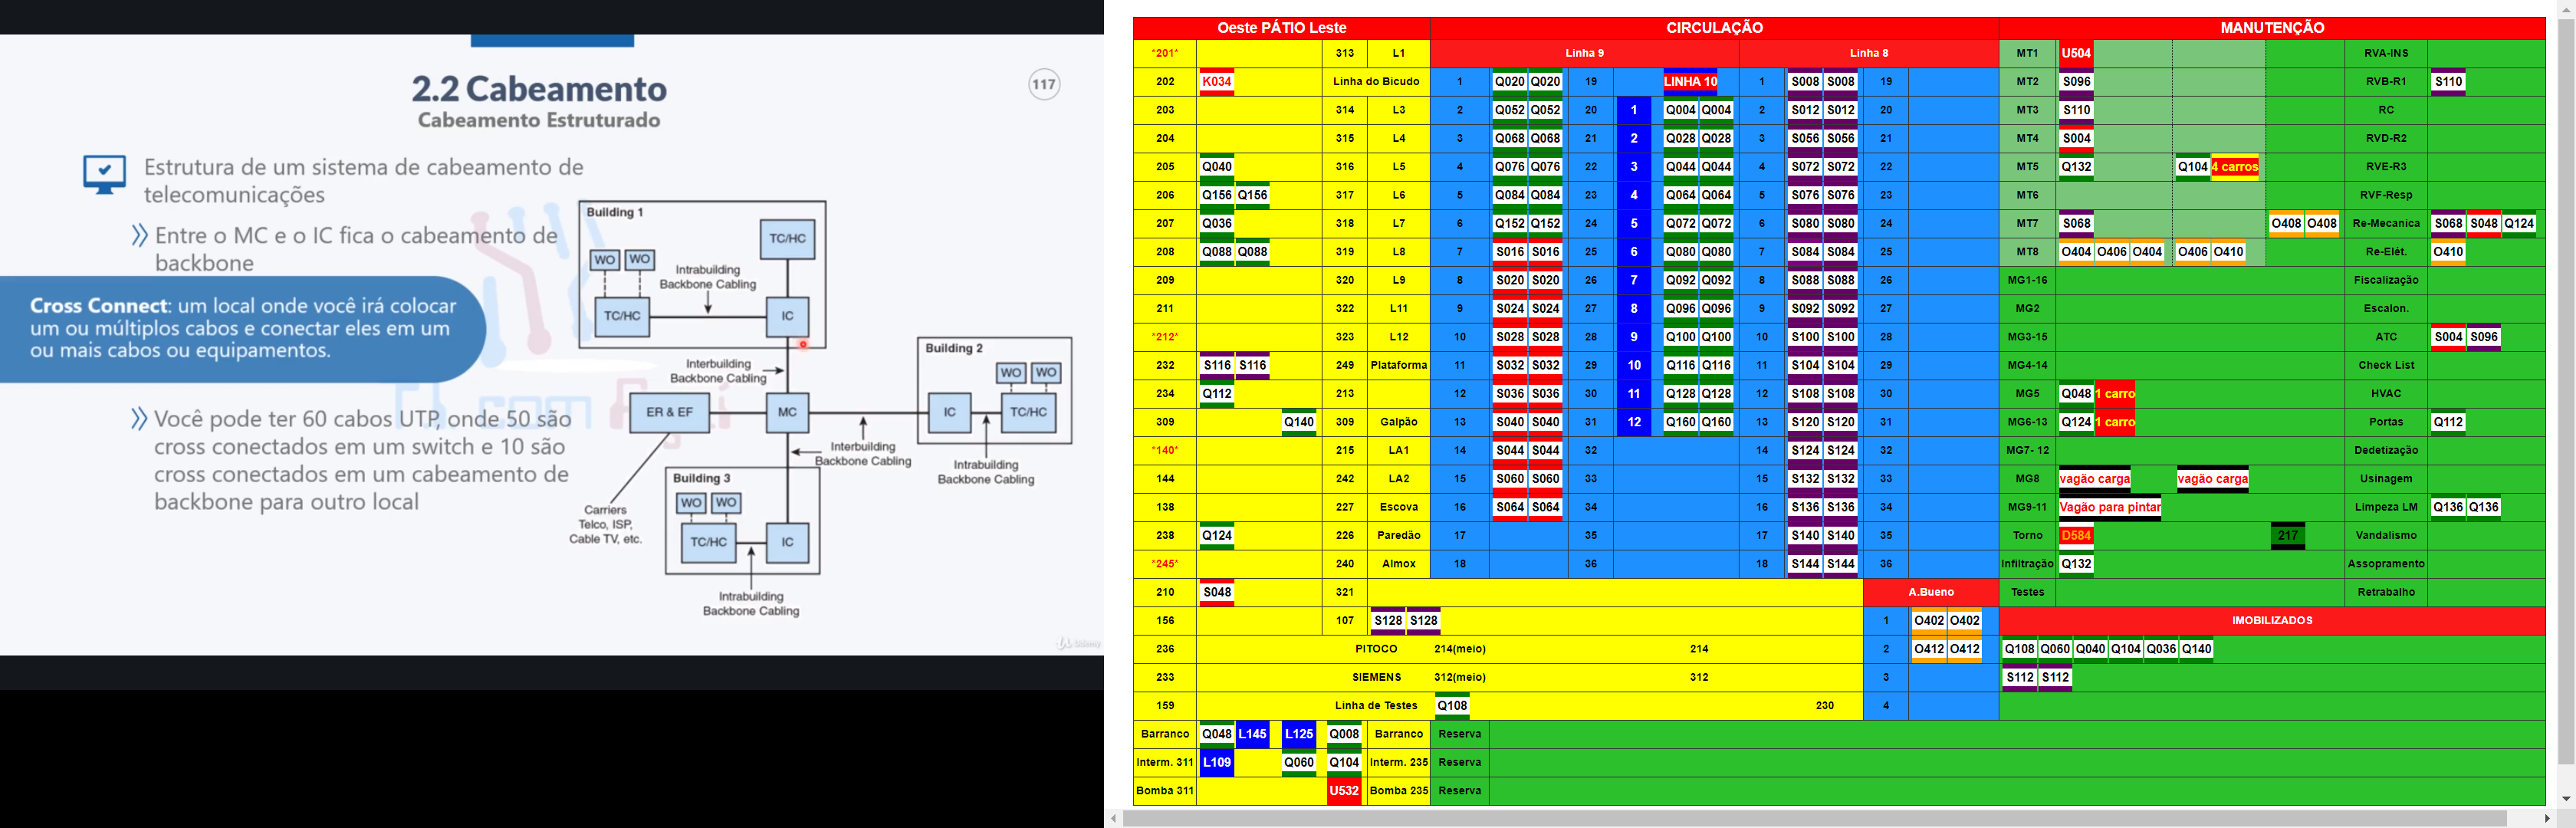 2.2 Cabeamento
Cabeamento Estruturado
117
Estrutura de um sistema de cabeamento de
telecomunicações
Entre o MC e o IC fica o cabeamento de
backbone
Cross Connect: um local onde você irá colocar
um ou múltiplos cabos e conectar eles em um
ou mais cabos ou equipamentos.
Você pode ter 60 cabos UTP, onde 50 são
cross conectados em um switch e 10 são
cross conectados em um cabeamento de
backbone para outro local
Building 1
TC/HC
WO WO
Intrabuilding
Backbone Cabling
TC/HC
IC
Interbuilding
Backbone Cabling
Building 2
WO WO
ER & EF
MC
IC
TC/HC
Interbuilding
Backbone Cabling
Intrabuilding
Backbone Cabling
Building 3
WO WO
TC/HC
IC
Carriers
Telco, ISP,
Cable TV, etc.
Intrabuilding
Backbone Cabling
Udemy
Oeste PÁTIO Leste CIRCULAÇÃO MANUTENÇÃO
*201* 313 L1 Linha 9 Linha 8 MT1 U504 RVA-INS
202 K034 Linha do Bicudo 1 Q020 Q020 19 LINHA 10 1 S008 S008 19 MT2 S096 RVB-R1 S110
203 314 L3 2 Q052 Q052 20 1 Q004 Q004 2 S012 S012 20 MT3 S110 RC
204 315 L4 3 Q068 Q068 21 2 Q028 Q028 3 S056 S056 21 MT4 S004 RVD-R2
205 Q040 316 L5 4 Q076 Q076 22 3 Q044 Q044 4 S072 S072 22 MT5 Q132 Q104 4 carros RVE-R3
206 Q156 Q156 317 L6 5 Q084 Q084 23 4 Q064 Q064 5 S076 S076 23 MT6 RVF-Resp
207 Q036 318 L7 6 Q152 Q152 24 5 Q072 Q072 6 S080 S080 24 MT7 S068 O408 O408 Re-Mecanica S068 S048 Q124
208 Q088 Q088 319 L8 7 S016 S016 25 6 Q080 Q080 7 S084 S084 25 MT8 O404 O406 O404 O406 O410 Re-Elét. O410
209 320 L9 8 S020 S020 26 7 Q092 Q092 8 S088 S088 26 MG1-16 Fiscalização
211 322 L11 9 S024 S024 27 8 Q096 Q096 9 S092 S092 27 MG2 Escalon.
*212* 323 L12 10 S028 S028 28 9 Q100 Q100 10 S100 S100 28 MG3-15 ATC S004 S096
232 S116 S116 249 Plataforma 11 S032 S032 29 10 Q116 Q116 11 S104 S104 29 MG4-14 Check List
234 Q112 213 12 S036 S036 30 11 Q128 Q128 12 S108 S108 30 MG5 Q048 1 carro HVAC
309 Q140 309 Galpão 13 S040 S040 31 12 Q160 Q160 13 S120 S120 31 MG6-13 Q124 1 carro Portas Q112
*140* 215 LA1 14 S044 S044 32 14 S124 S124 32 MG7- 12 Dedetização
144 242 LA2 15 S060 S060 33 15 S132 S132 33 MG8 vagão carga vagão carga Usinagem
138 227 Escova 16 S064 S064 34 16 S136 S136 34 MG9-11 Vagão para pintar Limpeza LM Q136 Q136
238 Q124 226 Paredão 17 35 17 S140 S140 35 Torno D584 217 Vandalismo
*245* 240 Almox 18 36 18 S144 S144 36 Infiltração Q132 Assopramento
210 S048 321 A.Bueno Testes Retrabalho
156 107 S128 S128 1 O402 O402 IMOBILIZADOS
236 PITOCO 214(meio) 214 2 O412 O412 Q108 Q060 Q040 Q104 Q036 Q140
233 SIEMENS 312(meio) 312 3 S112 S112
159 Linha de Testes Q108 230 4
Barranco Q048 L145 L125 Q008 Barranco Reserva
Interm. 311 L109 Q060 Q104 Interm. 235 Reserva
Bomba 311 U532 Bomba 235 Reserva